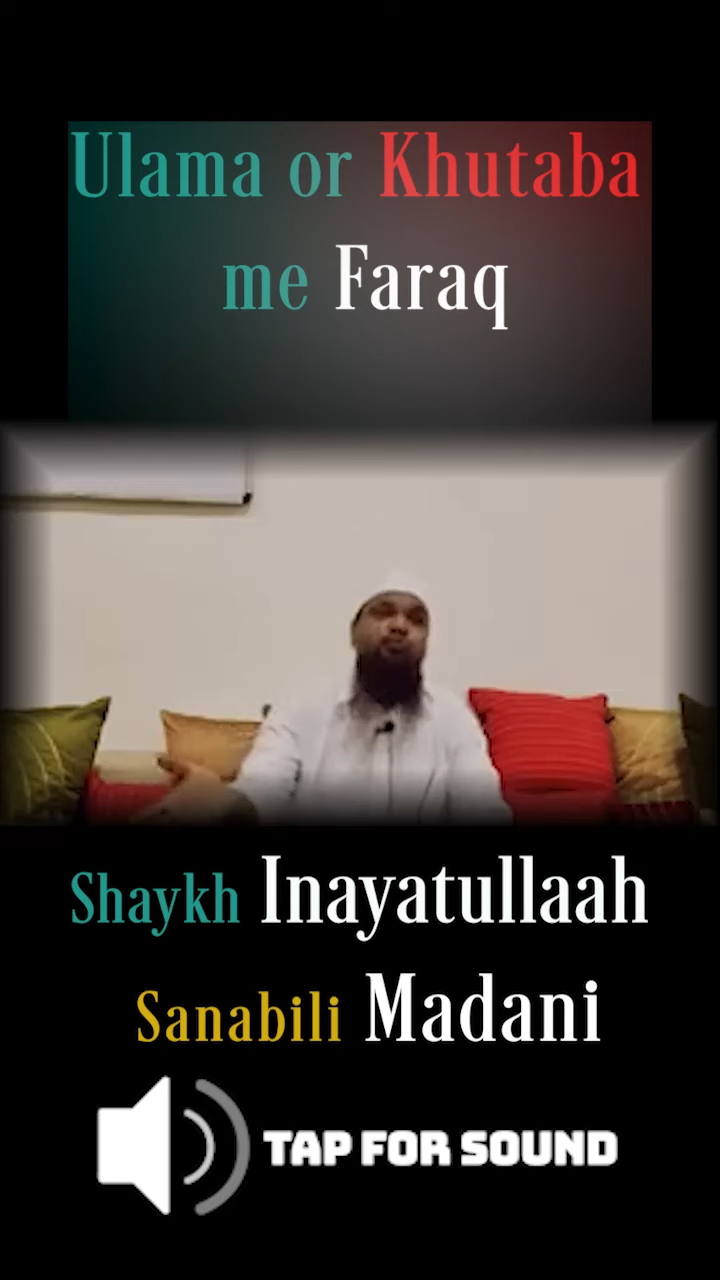 Ulama or Khutaba
me Faraq
Shaykh Inayatullaah
Sanabili Madani
TAP FOR SOUND